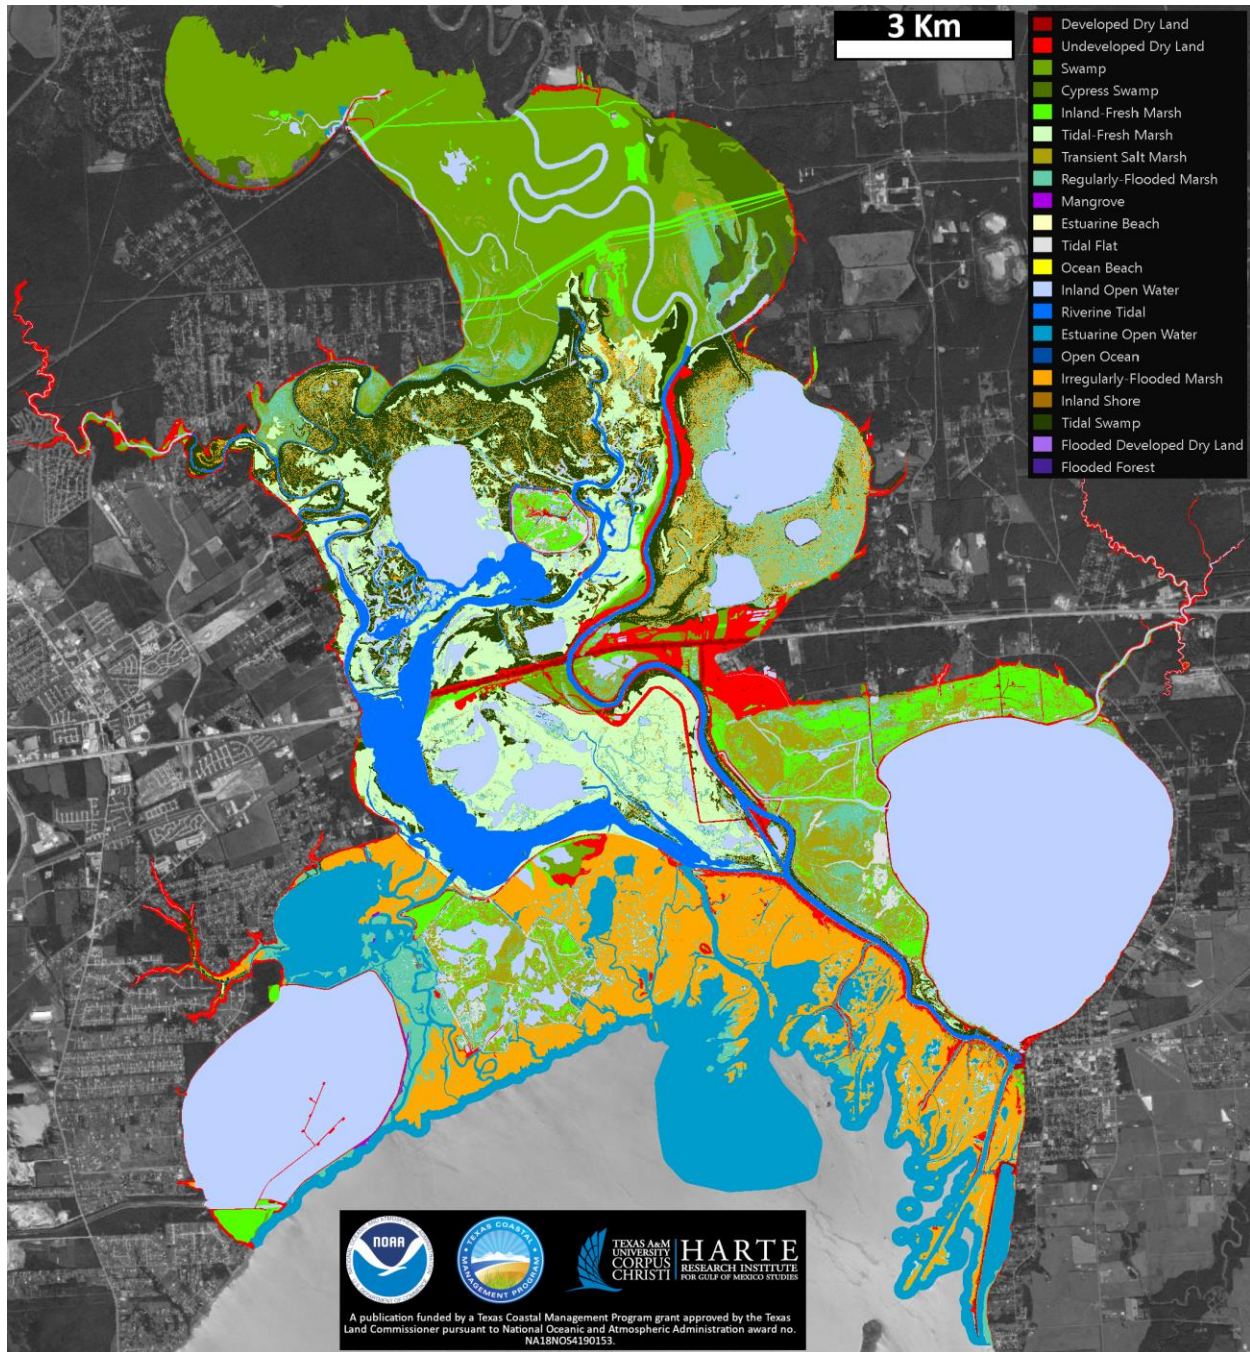 3 Km
Developed Dry Land
Undeveloped Dry Land
Swamp
Cypress Swamp
Inland-Fresh Marsh
Tidal-Fresh Marsh
Transient Salt Marsh
Regularly-Flooded Marsh
Mangrove
Estuarine Beach
Tidal Flat
Ocean Beach
Inland Open Water
Riverine Tidal
Estuarine Open Water
Open Ocean
Irregularly-Flooded Marsh
Inland Shore
Tidal Swamp
Flooded Developed Dry Land
Flooded Forest
NOAA
TEXAS COASTAL
MANAGEMENT PROGRAM
TEXAS A&M
UNIVERSITY
CORPUS
CHRISTI
HARTE
RESEARCH INSTITUTE
FOR GULF OF MEXICO STUDIES
A publication funded by a Texas Coastal Management Program grant approved by the Texas
Land Commissioner pursuant to National Oceanic and Atmospheric Administration award no.
NA18NOS4190153.